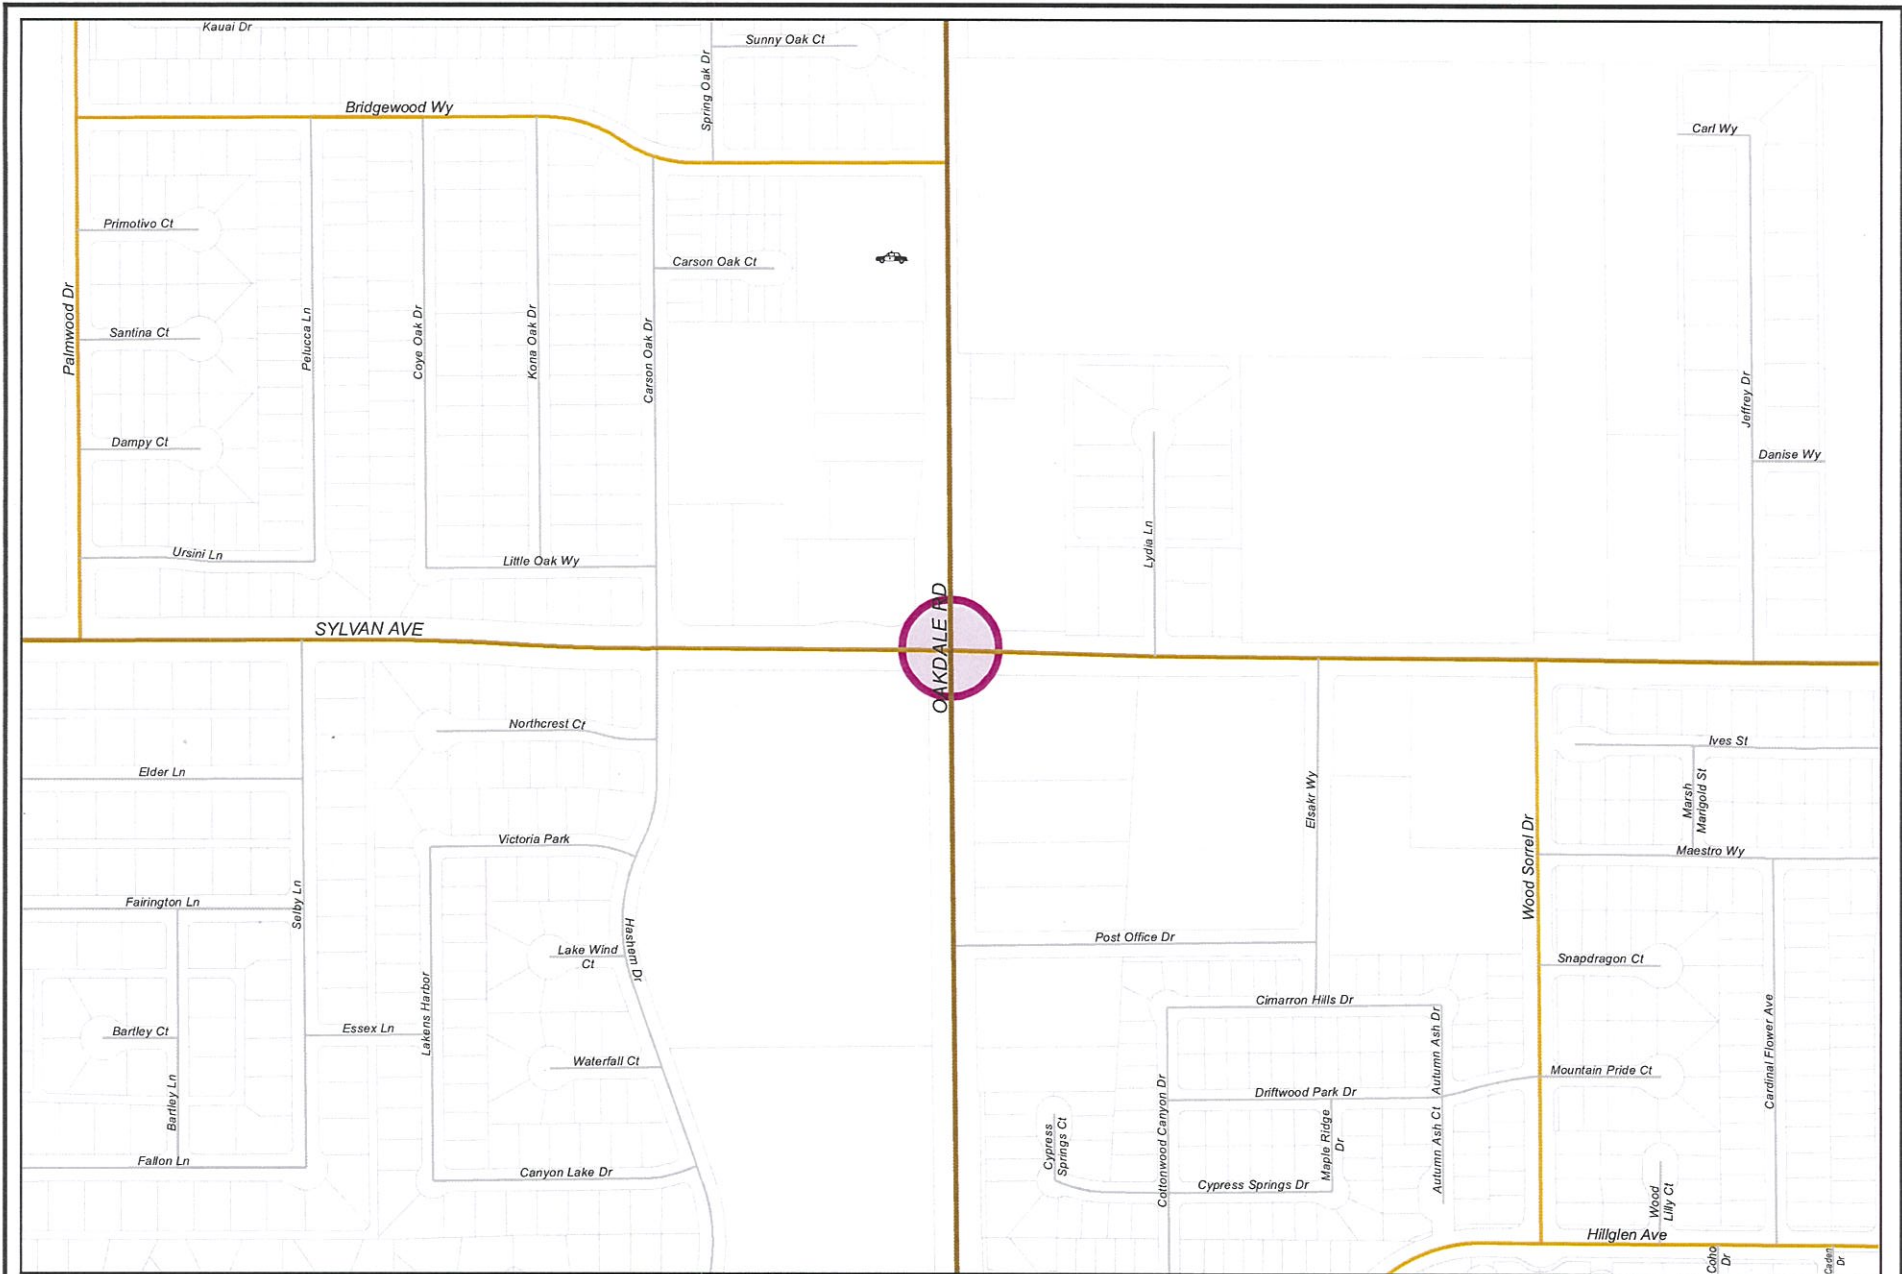 Kauai Dr
Sunny Oak Ct
Spring Oak Dr
Bridgewood Wy
Carl Wy
Primotivo Ct
Carson Oak Ct
Palmwood Dr
Santina Ct
Pelucca Ln
Coye Oak Dr
Kona Oak Dr
Carson Oak Dr
Jeffrey Dr
Dampy Ct
Danise Wy
Lydia Ln
Ursini Ln
Little Oak Wy
SYLVAN AVE
OAKDALE RD
Northcrest Ct
Ives St
Elder Ln
Elsakr Wy
Marsh
Marigold St
Victoria Park
Wood Sorrel Dr
Maestro Wy
Selby Ln
Fairington Ln
Hashem Dr
Lake Wind
Ct
Post Office Dr
Snapdragon Ct
Lakens Harbor
Cimarron Hills Dr
Cardinal Flower Ave
Bartley Ct
Essex Ln
Autumn Ash Dr
Waterfall Ct
Mountain Pride Ct
Bartley Ln
Driftwood Park Dr
Cottonwood Canyon Dr
Cypress
Springs Ct
Maple Ridge
Dr
Autumn Ash Ct
Fallon Ln
Canyon Lake Dr
Cypress Springs Dr
Wood
Lilly Ct
Hillglen Ave
Coho
Dr
Caden
Dr